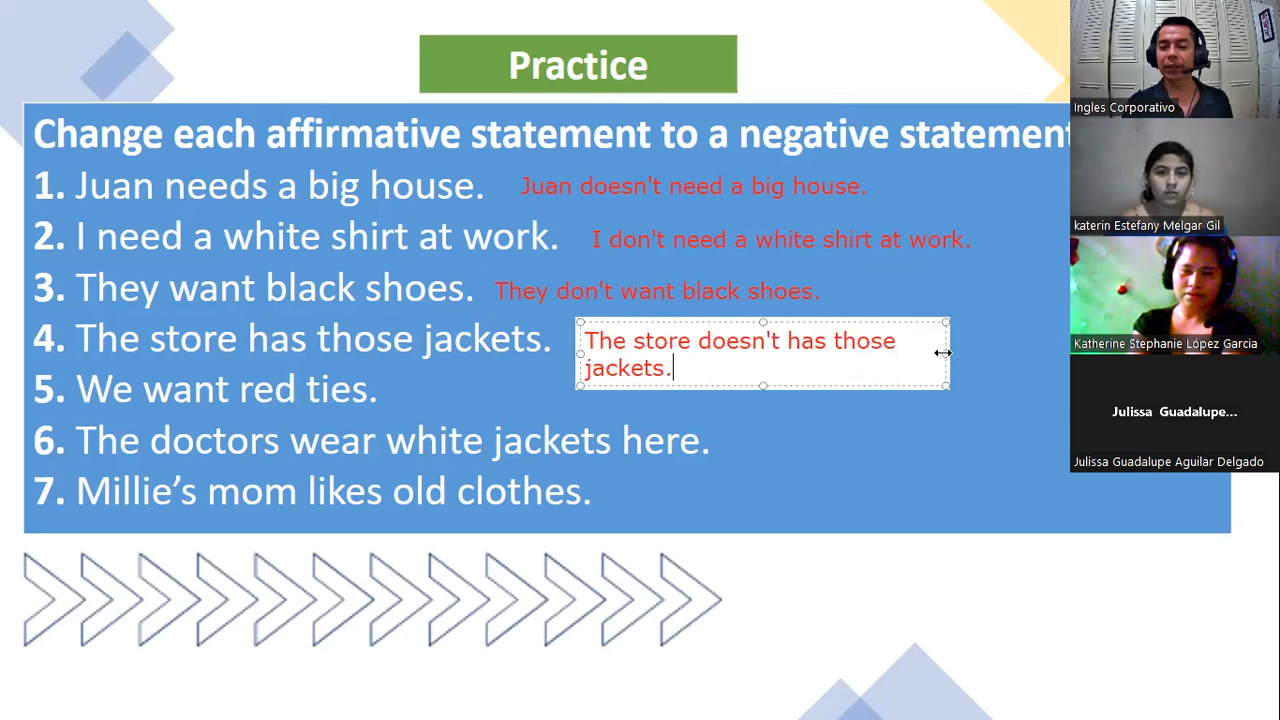 Practice
Change each affirmative statement to a negative statement
1. Juan needs a big house. Juan doesn't need a big house.
2. I need a white shirt at work. I don't need a white shirt at work.
3. They want black shoes. They don't want black shoes.
4. The store has those jackets. The store doesn't has those
jackets.
5. We want red ties.
6. The doctors wear white jackets here.
7. Millie’s mom likes old clothes.
Ingles Corporativo
katerin Estefany Melgar Gil
Katherine Stephanie López Garcia
Julissa Guadalupe...
Julissa Guadalupe Aguilar Delgado